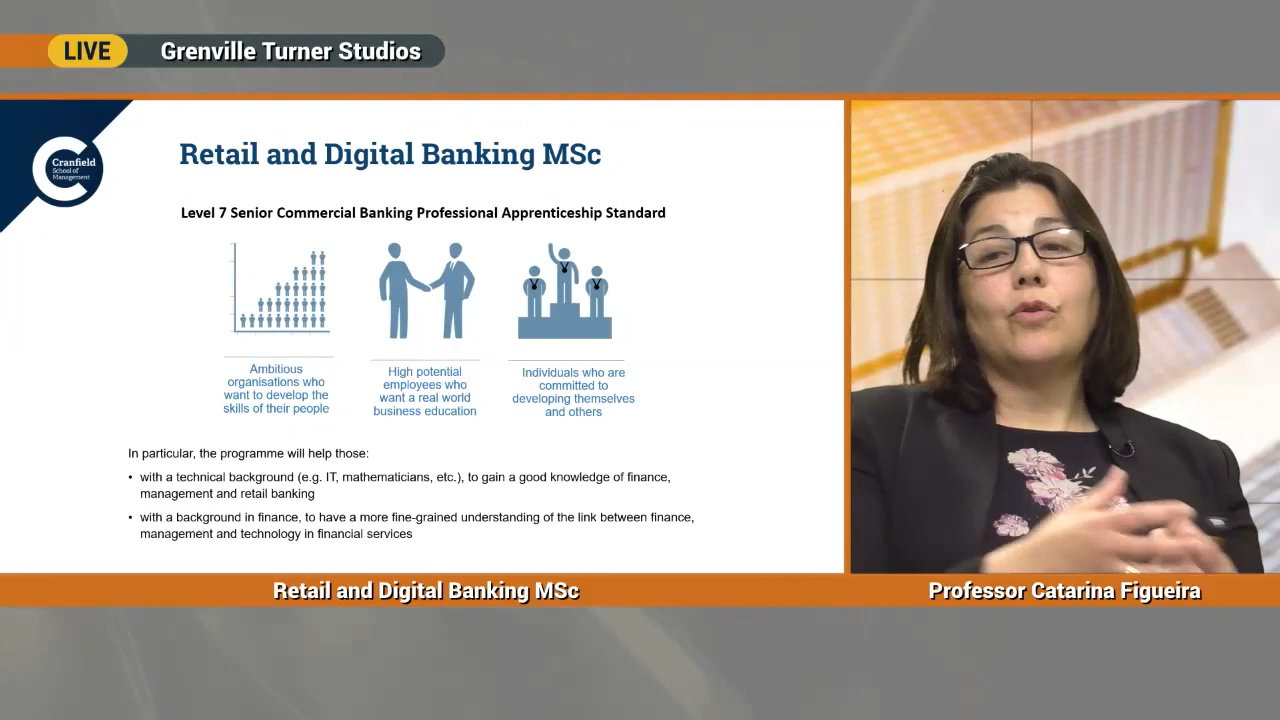 LIVE
Grenville Turner Studios
Cranfield
School of
Management
Retail and Digital Banking MSc
Level 7 Senior Commercial Banking Professional Apprenticeship Standard
Ambitious
organisations who
want to develop the
skills of their people
High potential
employees who
want a real world
business education
Individuals who are
committed to
developing themselves
and others
In particular, the programme will help those:
• with a technical background (e.g. IT, mathematicians, etc.), to gain a good knowledge of finance,
management and retail banking
• with a background in finance, to have a more fine-grained understanding of the link between finance,
management and technology in financial services
Retail and Digital Banking MSc
Professor Catarina Figueira